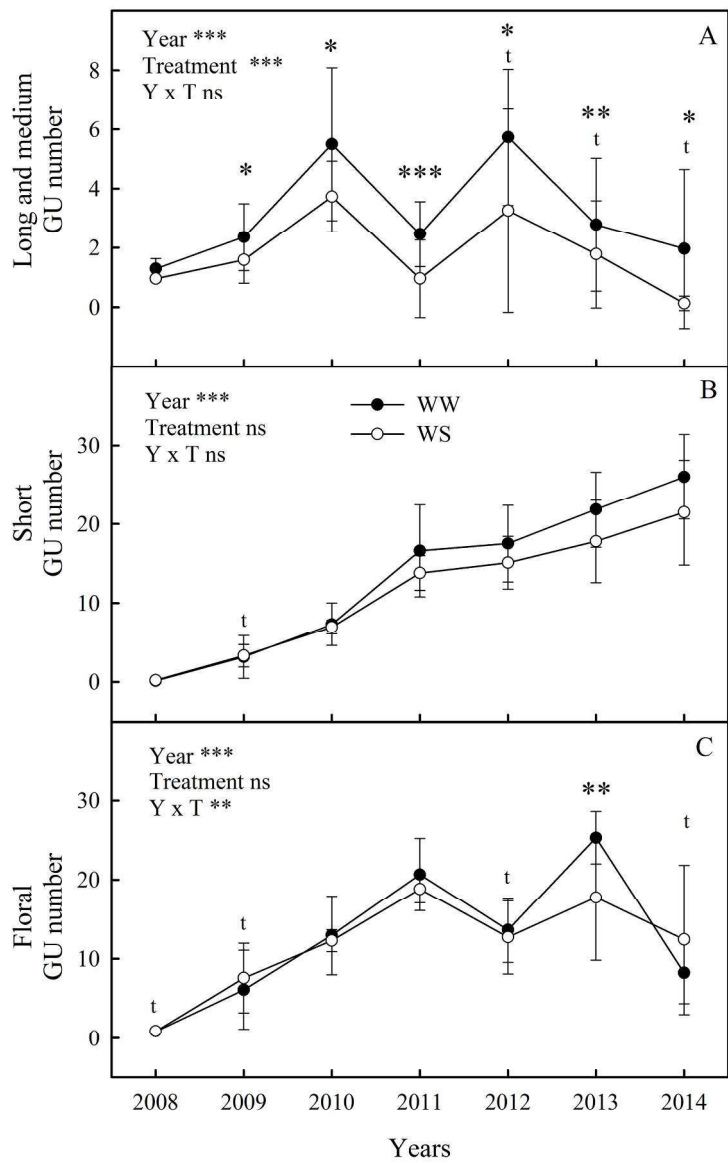 A
Year ***
Treatment ***
Y x T ns
*
*
***
*
t
**
t
*
t
8
6
4
2
0
Long and medium
GU number
B
Year ***
Treatment ns
Y x T ns
WW
WS
t
30
20
10
0
Short
GU number
C
Year ***
Treatment ns
Y x T **
t
t
t
**
t
30
20
10
0
Floral
GU number
2008 2009 2010 2011 2012 2013 2014
Years